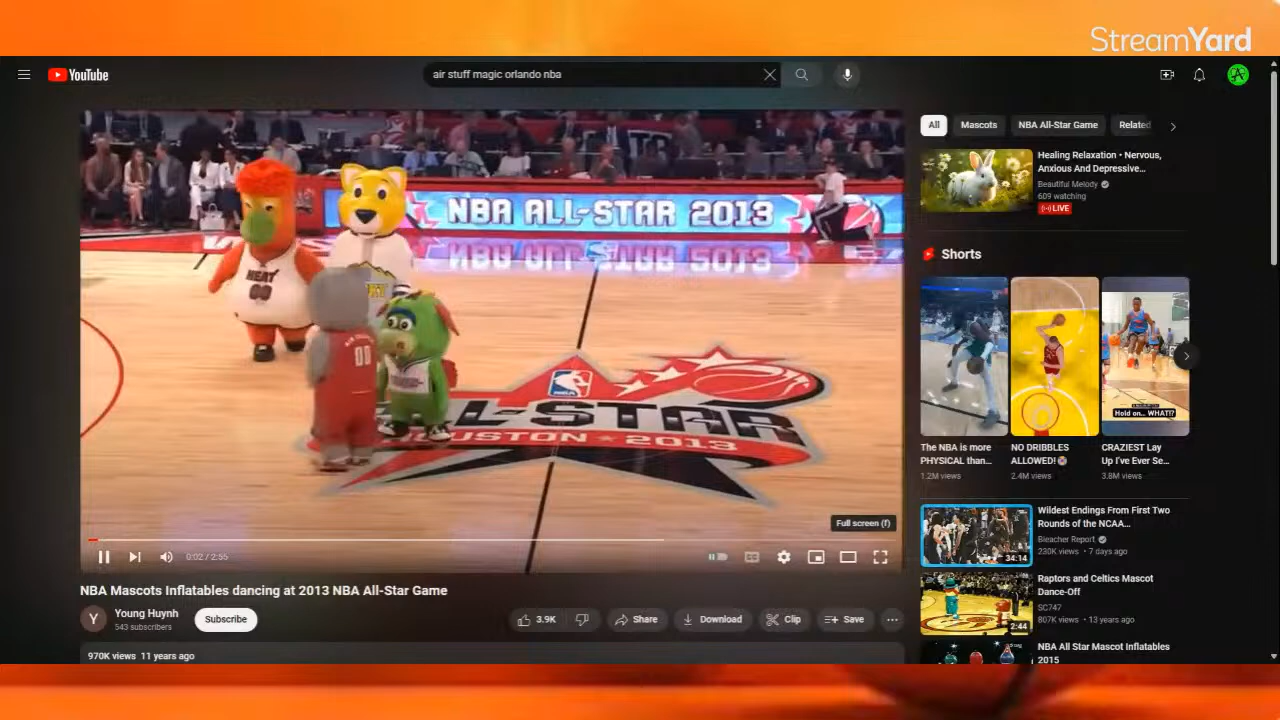 StreamYard
YouTube
air stuff magic orlando nba
NBA ALL-STAR 2013
HEAT
00
00
NBA
ALL-STAR
HOUSTON ★ 2013
Full screen (f)
0:02 / 2:55
NBA Mascots Inflatables dancing at 2013 NBA All-Star Game
Y
Young Huynh
543 subscribers
Subscribe
3.9K
Share
Download
Clip
Save
970K views 11 years ago
All
Mascots
NBA All-Star Game
Related
Healing Relaxation • Nervous,
Anxious And Depressive...
Beautiful Melody
609 watching
LIVE
Shorts
Hold on... WHAT!?
The NBA is more
PHYSICAL than...
1.2M views
NO DRIBBLES
ALLOWED!
2.4M views
CRAZIEST Lay
Up I've Ever Se...
3.8M views
34:14
Wildest Endings From First Two
Rounds of the NCAA...
Bleacher Report
230K views • 7 days ago
2:44
Raptors and Celtics Mascot
Dance-Off
SC747
807K views • 13 years ago
NBA All Star Mascot Inflatables
2015